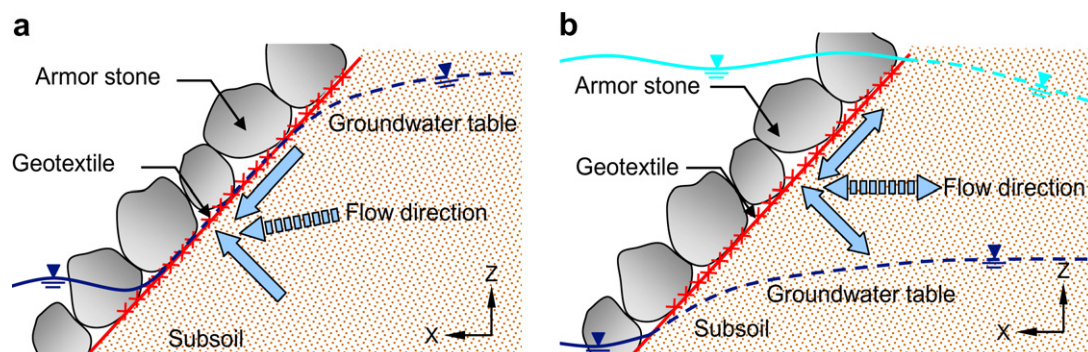 a
Armor stone
Groundwater table
Geotextile
Flow direction
Subsoil
Z
X
b
Armor stone
Geotextile
Flow direction
Groundwater table
Subsoil
Z
X